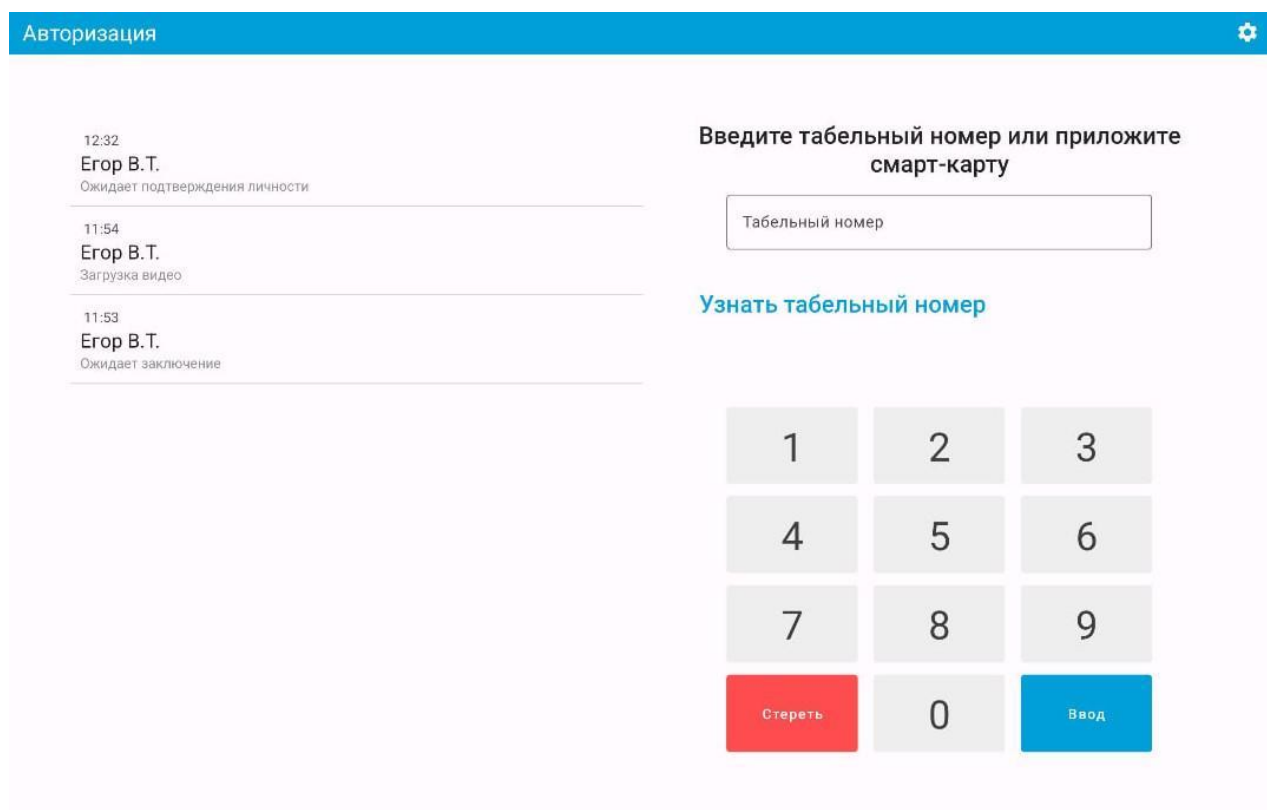 Авторизация
12:32
Егор В.Т.
Ожидает подтверждения личности
11:54
Егор В.Т.
Загрузка видео
11:53
Егор В.Т.
Ожидает заключение
Введите табельный номер или приложите
смарт-карту
Табельный номер
Узнать табельный номер
1 2 3
4 5 6
7 8 9
Стереть 0 Ввод